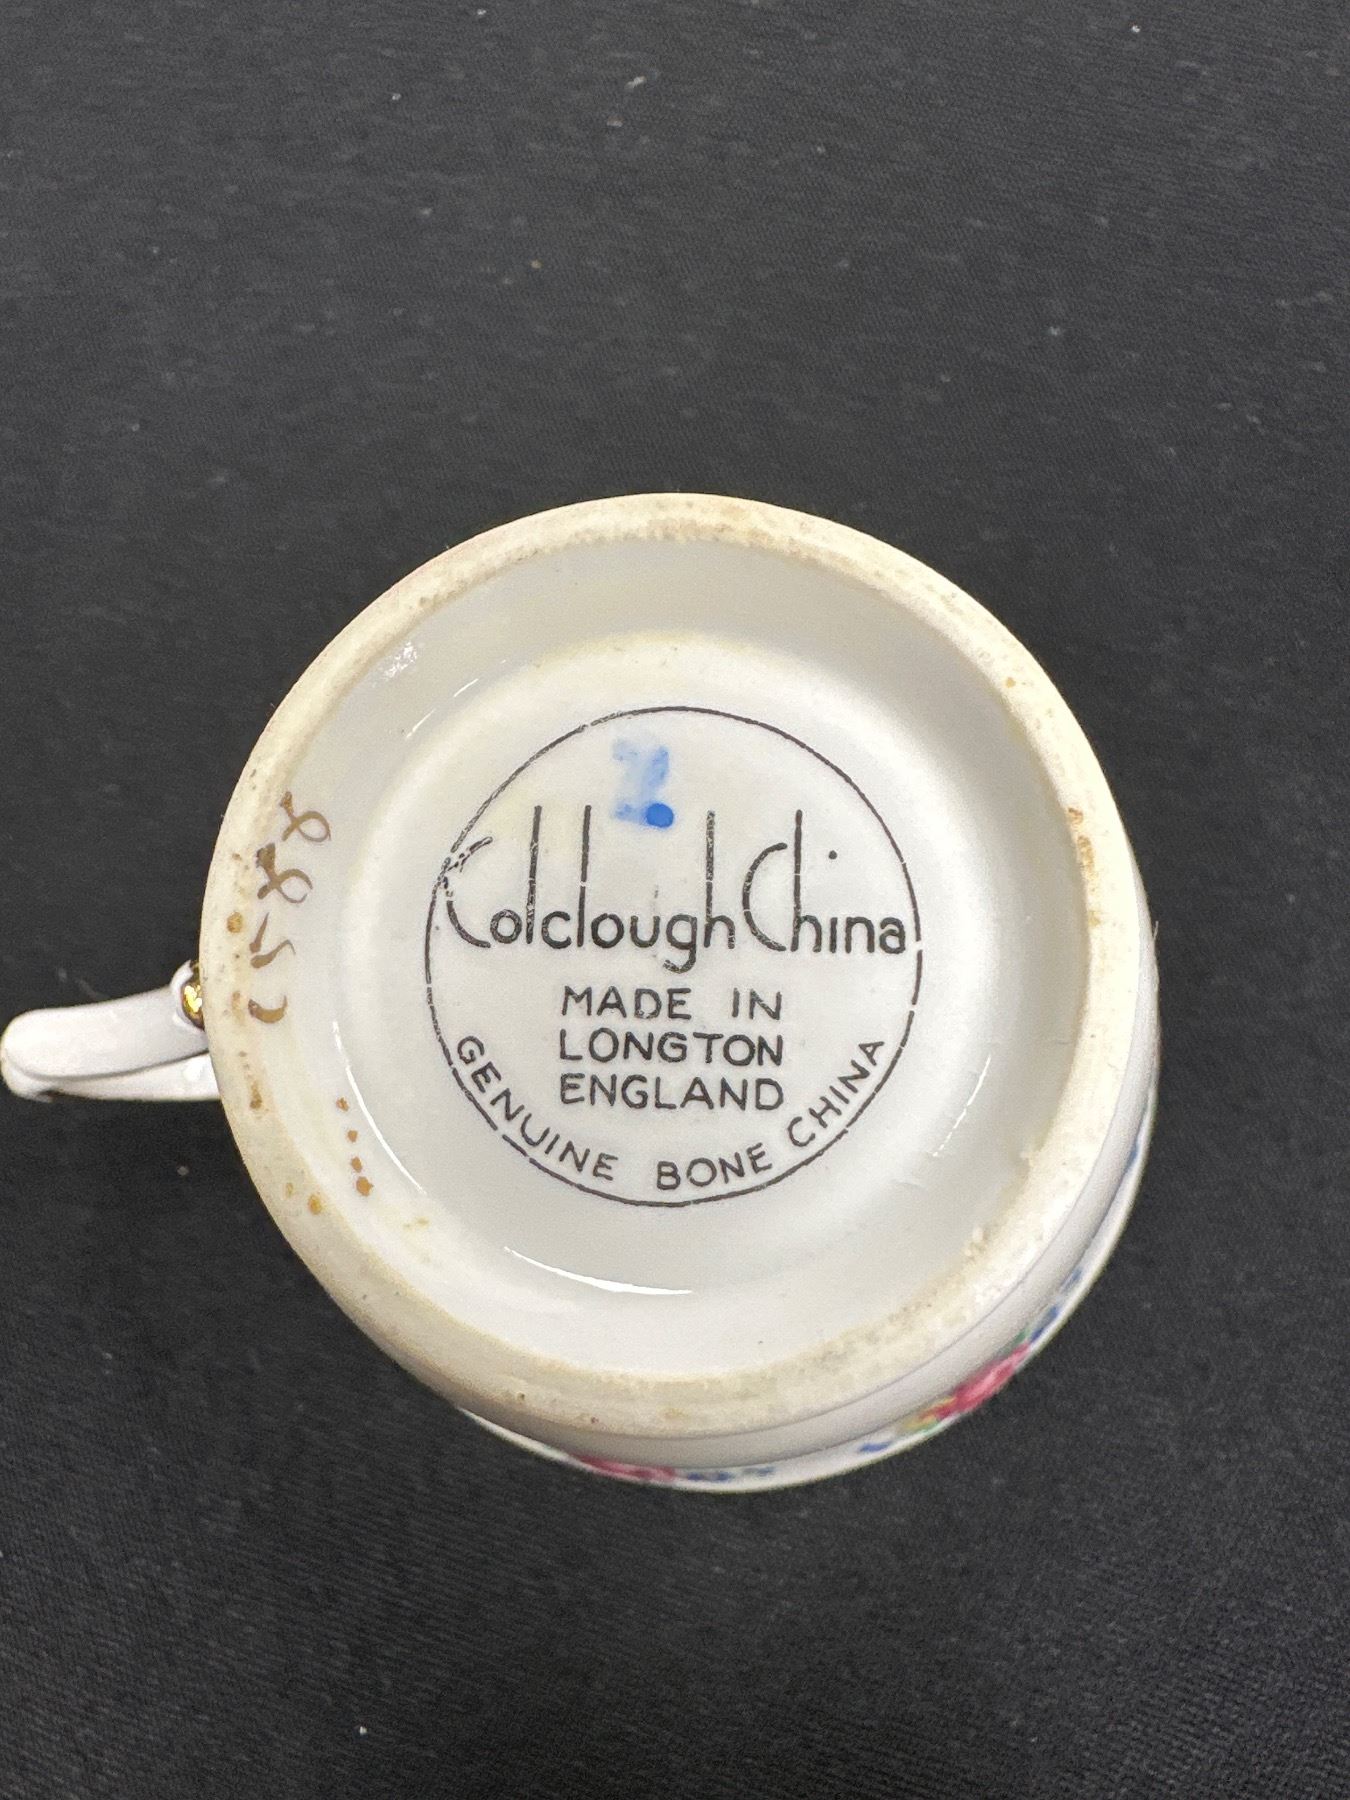 Colclough China
MADE IN
LONGTON
ENGLAND
GENUINE BONE CHINA